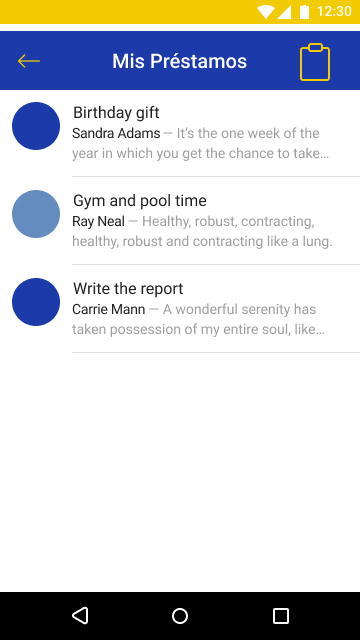 12:30
Mis Préstamos
Birthday gift
Sandra Adams — It's the one week of the
year in which you get the chance to take…
Gym and pool time
Ray Neal — Healthy, robust, contracting,
healthy, robust and contracting like a lung.
Write the report
Carrie Mann — A wonderful serenity has
taken possession of my entire soul, like…